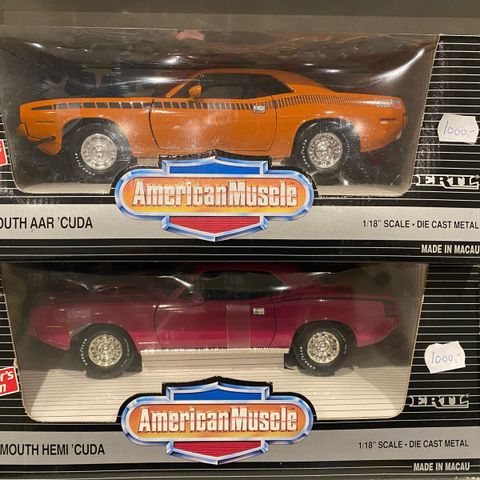 1000,-
ERTL
AmericanMuscle
OUTH AAR 'CUDA
1/18" SCALE • DIE CAST METAL
MADE IN MACAU
1000,-
ERTL
AmericanMuscle
MOUTH HEMI 'CUDA
1/18" SCALE • DIE CAST METAL
MADE IN MACAU